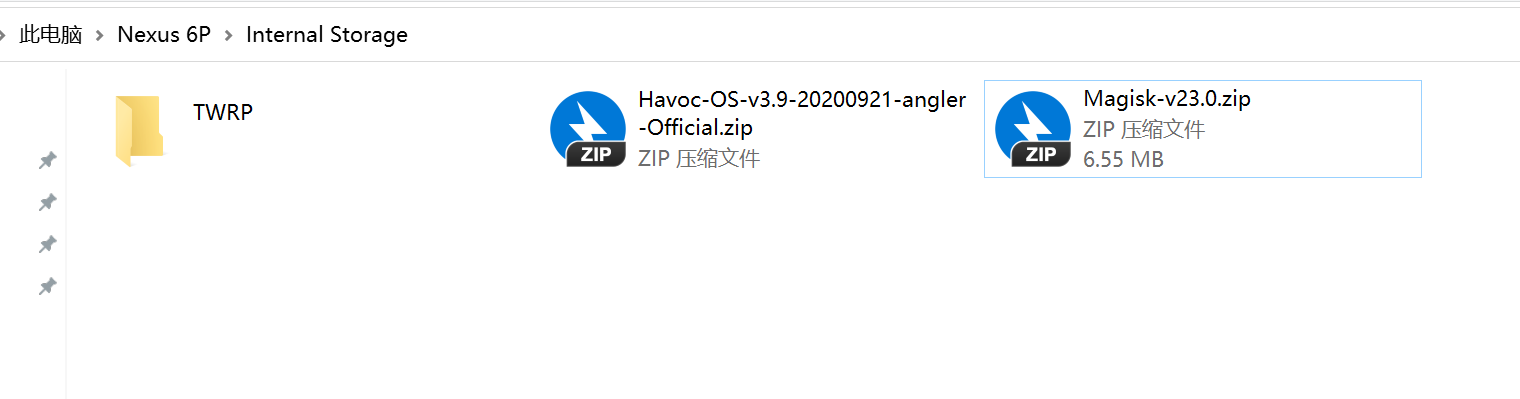 此电脑 > Nexus 6P > Internal Storage
TWRP
ZIP
Havoc-OS-v3.9-20200921-angler
-Official.zip
ZIP 压缩文件
ZIP
Magisk-v23.0.zip
ZIP 压缩文件
6.55 MB